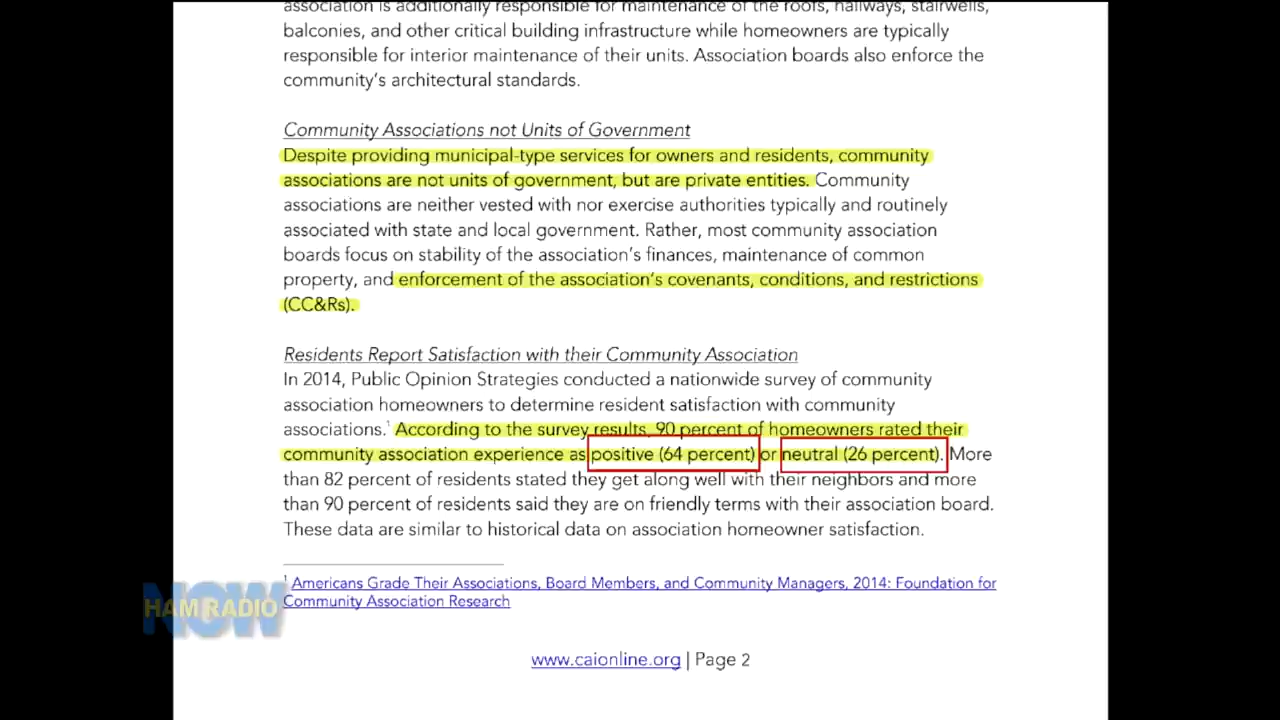 association is additionally responsible for maintenance of the roofs, hallways, stairwells,
balconies, and other critical building infrastructure while homeowners are typically
responsible for interior maintenance of their units. Association boards also enforce the
community's architectural standards.
Community Associations not Units of Government
Despite providing municipal-type services for owners and residents, community
associations are not units of government, but are private entities. Community
associations are neither vested with nor exercise authorities typically and routinely
associated with state and local government. Rather, most community association
boards focus on stability of the association's finances, maintenance of common
property, and enforcement of the association's covenants, conditions, and restrictions
(CC&Rs).
Residents Report Satisfaction with their Community Association
In 2014, Public Opinion Strategies conducted a nationwide survey of community
association homeowners to determine resident satisfaction with community
associations.¹ According to the survey results, 90 percent of homeowners rated their
community association experience as positive (64 percent) or neutral (26 percent). More
than 82 percent of residents stated they get along well with their neighbors and more
than 90 percent of residents said they are on friendly terms with their association board.
These data are similar to historical data on association homeowner satisfaction.
¹ Americans Grade Their Associations, Board Members, and Community Managers, 2014: Foundation for
Community Association Research
HAM RADIO
NOW
www.caionline.org | Page 2